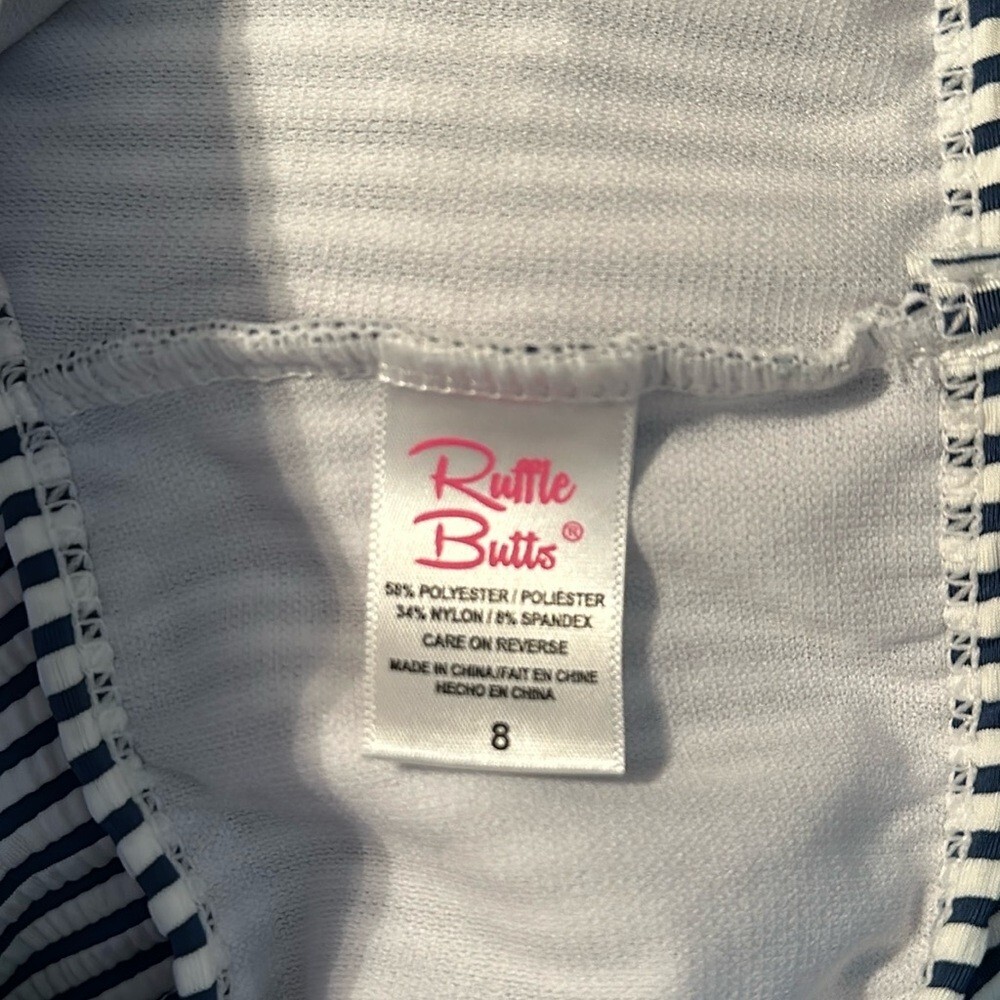 Ruffle
Butts®
58% POLYESTER / POLIÉSTER
34% NYLON / 8% SPANDEX
CARE ON REVERSE
MADE IN CHINA/FAIT EN CHINE
HECHO EN CHINA
8